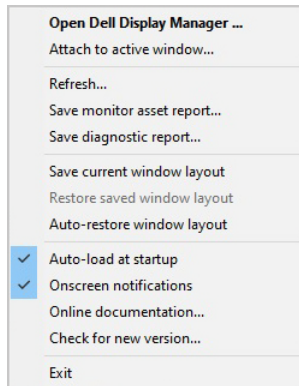 Open Dell Display Manager ...
Attach to active window...
Refresh...
Save monitor asset report...
Save diagnostic report...
Save current window layout
Restore saved window layout
Auto-restore window layout
Auto-load at startup
Onscreen notifications
Online documentation...
Check for new version...
Exit